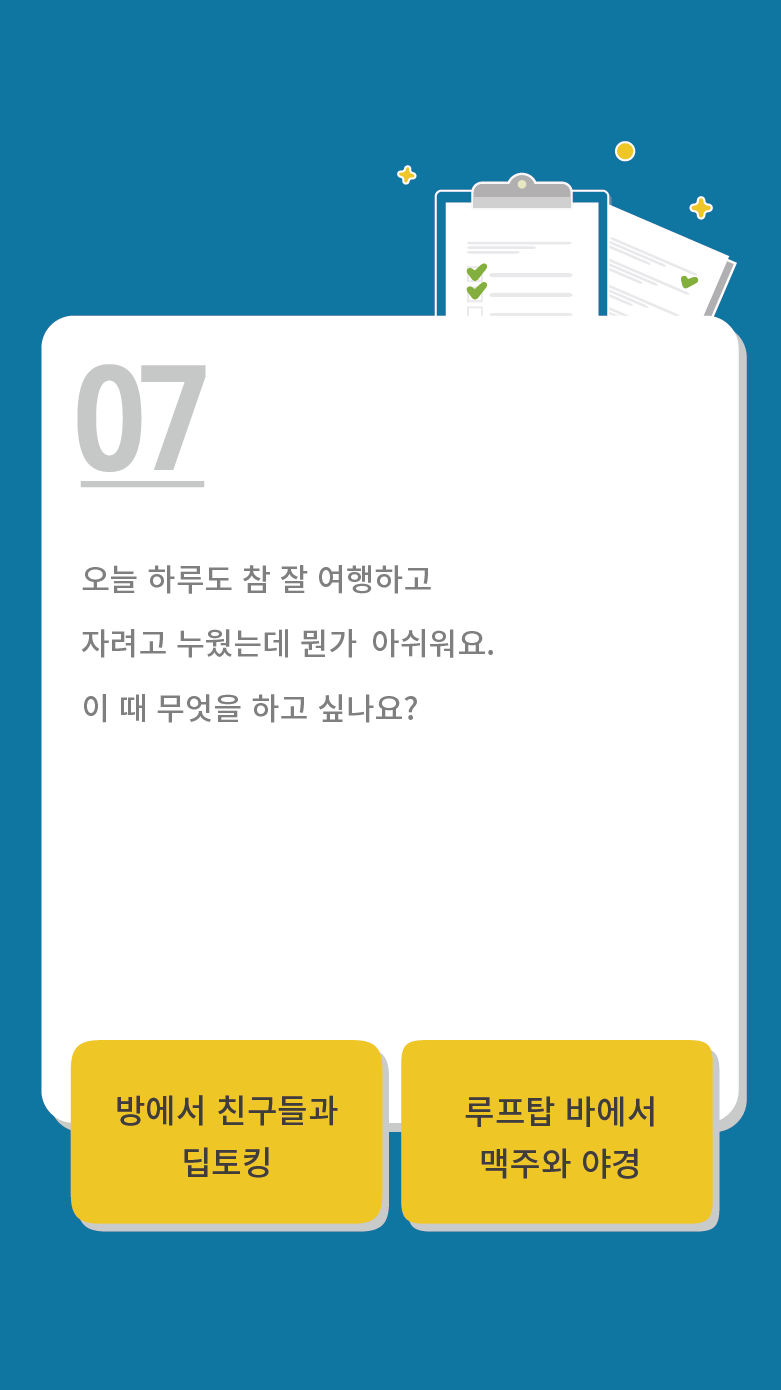 07
오늘 하루도 참 잘 여행하고
자려고 누웠는데 뭔가 아쉬워요.
이 때 무엇을 하고 싶나요?
방에서 친구들과
딥토킹
루프탑 바에서
맥주와 야경